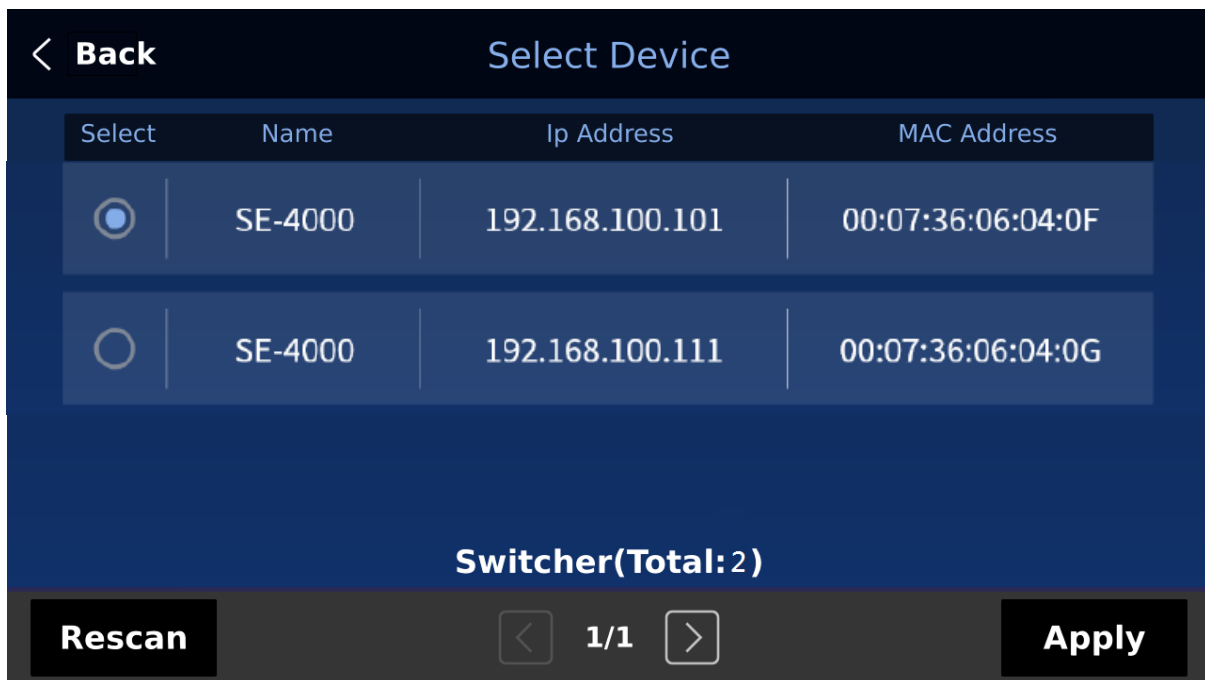 Back Select Device
Select Name Ip Address MAC Address
SE-4000 192.168.100.101 00:07:36:06:04:0F
SE-4000 192.168.100.111 00:07:36:06:04:0G
Switcher(Total:2)
Rescan 1/1 Apply